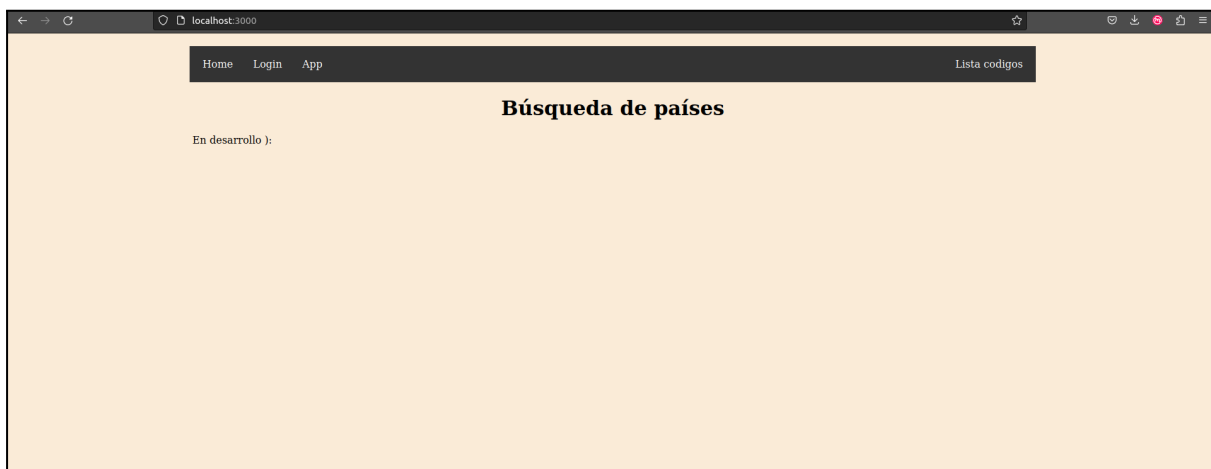 localhost:3000
Home Login App Lista codigos
Búsqueda de países
En desarrollo ):